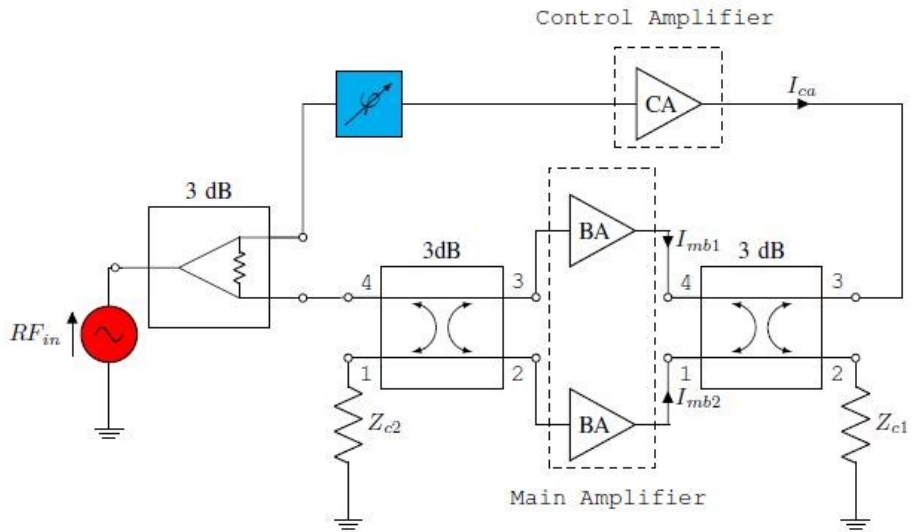 Control Amplifier
φ
CA
I_ca
3 dB
BA
I_mb1
3dB
3 dB
4
3
4
3
RF_in
1
2
1
2
Z_c2
BA
I_mb2
Z_c1
Main Amplifier